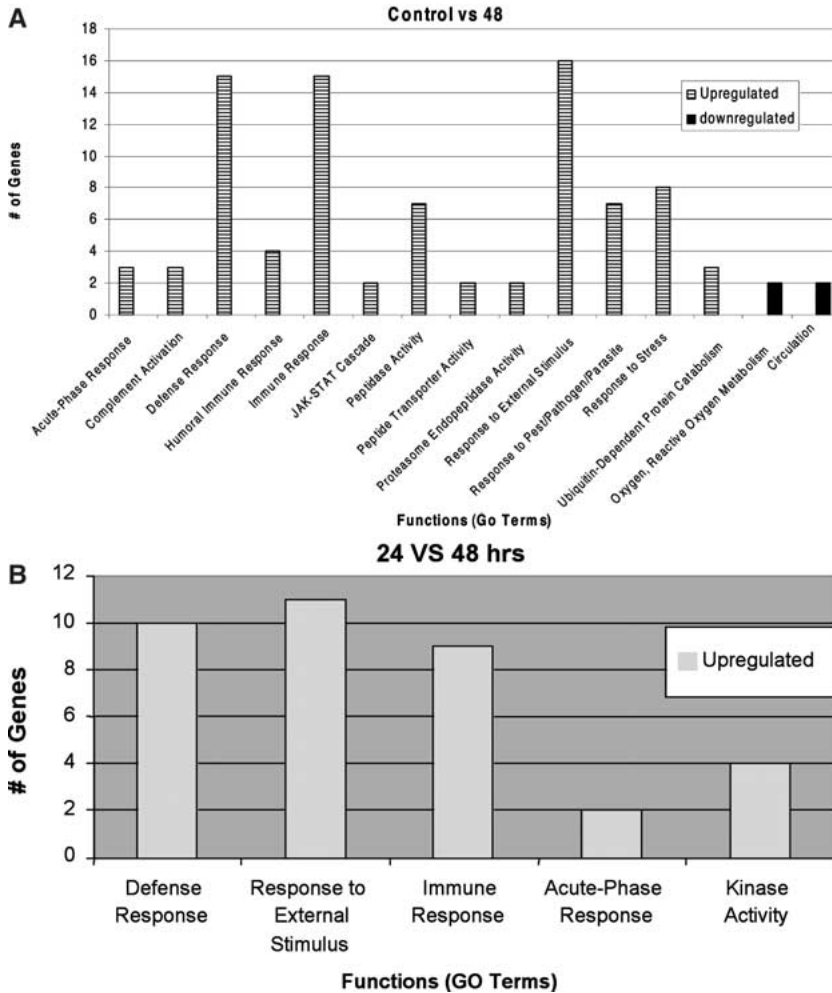 A
Control vs 48
18
16
14
12
10
8
6
4
2
0
# of Genes
Upregulated
downregulated
Acute-Phase Response
Complement Activation
Defense Response
Humoral Immune Response
Immune Response
JAK-STAT Cascade
Peptidase Activity
Peptide Transporter Activity
Proteasome Endopeptidase Activity
Response to External Stimulus
Response to Pest/Pathogen/Parasite
Response to Stress
Ubiquitin-Dependent Protein Catabolism
Oxygen, Reactive Oxygen Metabolism
Circulation
Functions (Go Terms)
B
24 VS 48 hrs
12
10
8
6
4
2
0
# of Genes
Upregulated
Defense
Response
Response to
External
Stimulus
Immune
Response
Acute-Phase
Response
Kinase
Activity
Functions (GO Terms)